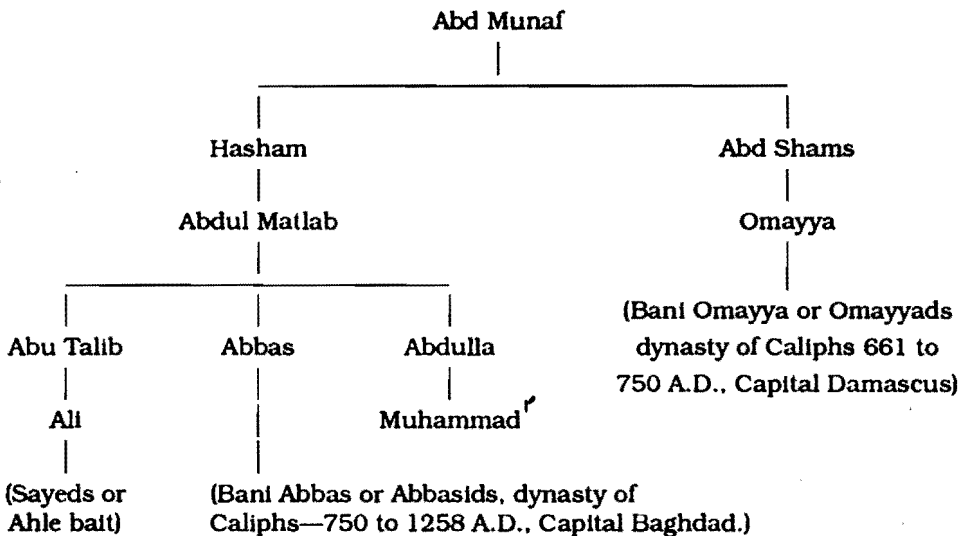 Abd Munaf
Hasham Abd Shams
Abdul Matlab Omayya
(Bani Omayya or Omayyads
dynasty of Caliphs 661 to
750 A.D., Capital Damascus)
Abu Talib Abbas Abdulla
Ali Muhammad
(Sayeds or
Ahle bait)
(Bani Abbas or Abbasids, dynasty of
Caliphs—750 to 1258 A.D., Capital Baghdad.)